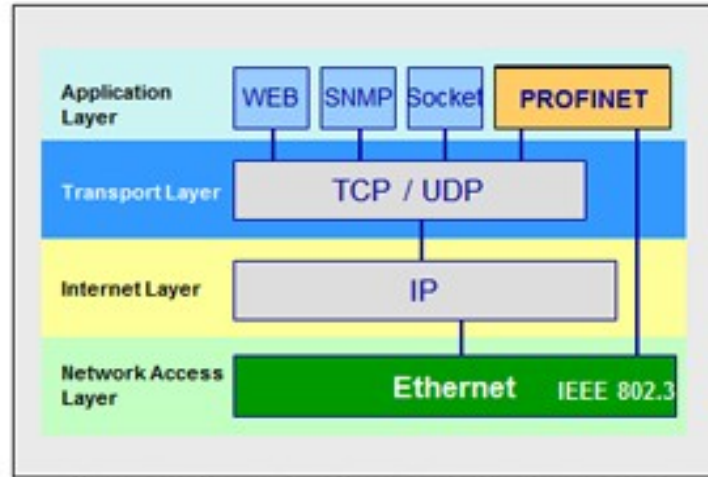 Application
Layer
WEB
SNMP
Socket
PROFINET
Transport Layer
TCP / UDP
Internet Layer
IP
Network Access
Layer
Ethernet
IEEE 802.3